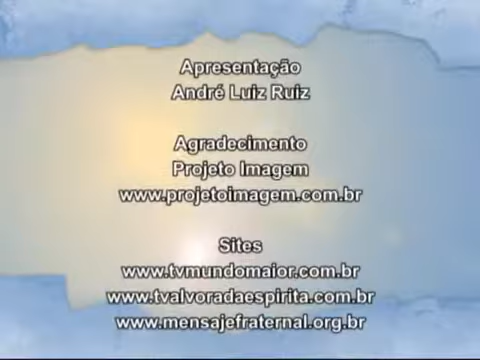 Apresentação
André Luiz Ruiz
Agradecimento
Projeto Imagem
www.projetoimagem.com.br
Sites
www.tvmundomaior.com.br
www.tvalvoradaespirita.com.br
www.mensajefraternal.org.br